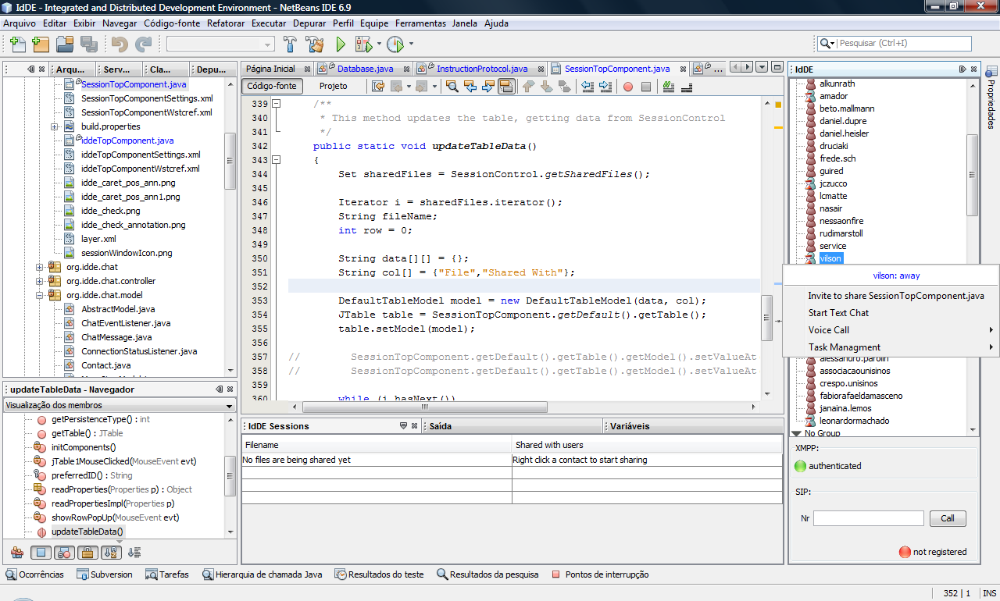 IdDE - Integrated and Distributed Development Environment - NetBeans IDE 6.9
Arquivo Editar Exibir Navegar Código-fonte Refatorar Executar Depurar Perfil Equipe Ferramentas Janela Ajuda
Pesquisar (Ctrl+I)
Arqu... Serv... Cla... Depu...
SessionTopComponent.java
SessionTopComponentSettings.xml
SessionTopComponentWstcref.xml
build.properties
iddeTopComponent.java
iddeTopComponentSettings.xml
iddeTopComponentWstcref.xml
idde_caret_pos_ann.png
idde_caret_pos_ann1.png
idde_check.png
idde_check_annotation.png
layer.xml
sessionWindowIcon.png
org.idde.chat
org.idde.chat.controller
org.idde.chat.model
AbstractModel.java
ChatEventListener.java
ChatMessage.java
ConnectionStatusListener.java
Contact.java
updateTableData - Navegador
Visualização dos membros
getPersistenceType() : int
getTable() : JTable
initComponents()
jTable1MouseClicked(MouseEvent evt)
preferredID() : String
readProperties(Properties p) : Object
readPropertiesImpl(Properties p)
showRowPopUp(MouseEvent evt)
updateTableData()
Página Inicial Database.java InstructionProtocol.java SessionTopComponent.java ...
Código-fonte Projeto
339 /**
340 * This method updates the table, getting data from SessionControl
341 */
342 public static void updateTableData()
343 {
344 Set sharedFiles = SessionControl.getSharedFiles();
345
346 Iterator i = sharedFiles.iterator();
347 String fileName;
348 int row = 0;
349
350 String data[][] = {};
351 String col[] = {"File","Shared With"};
352
353 DefaultTableModel model = new DefaultTableModel(data, col);
354 JTable table = SessionTopComponent.getDefault().getTable();
355 table.setModel(model);
356
357 // SessionTopComponent.getDefault().getTable().getModel().setValueAt
358 // SessionTopComponent.getDefault().getTable().getModel().setValueAt
359
360 while (i.hasNext())
IdDE Sessions Saída Variáveis
Filename Shared with users
No files are being shared yet Right click a contact to start sharing
IdDE
alkunrath
amador
beto.mallmann
daniel.dupre
daniel.heisler
druciaki
frede.sch
guired
jczucco
lcmatte
nasair
nessaonfire
rudimarstoll
service
vilson
vilson: away
Invite to share SessionTopComponent.java
Start Text Chat
Voice Call
Task Managment
alessandro.parolin
associacaounisinos
crespo.unisinos
fabiorafaeldamasceno
janaina.lemos
leonardormachado
No Group
XMPP:
authenticated
SIP:
Nr Call
not registered
Propriedades
Ocorrências Subversion Tarefas Hierarquia de chamada Java Resultados do teste Resultados da pesquisa Pontos de interrupção
352 | 1 INS